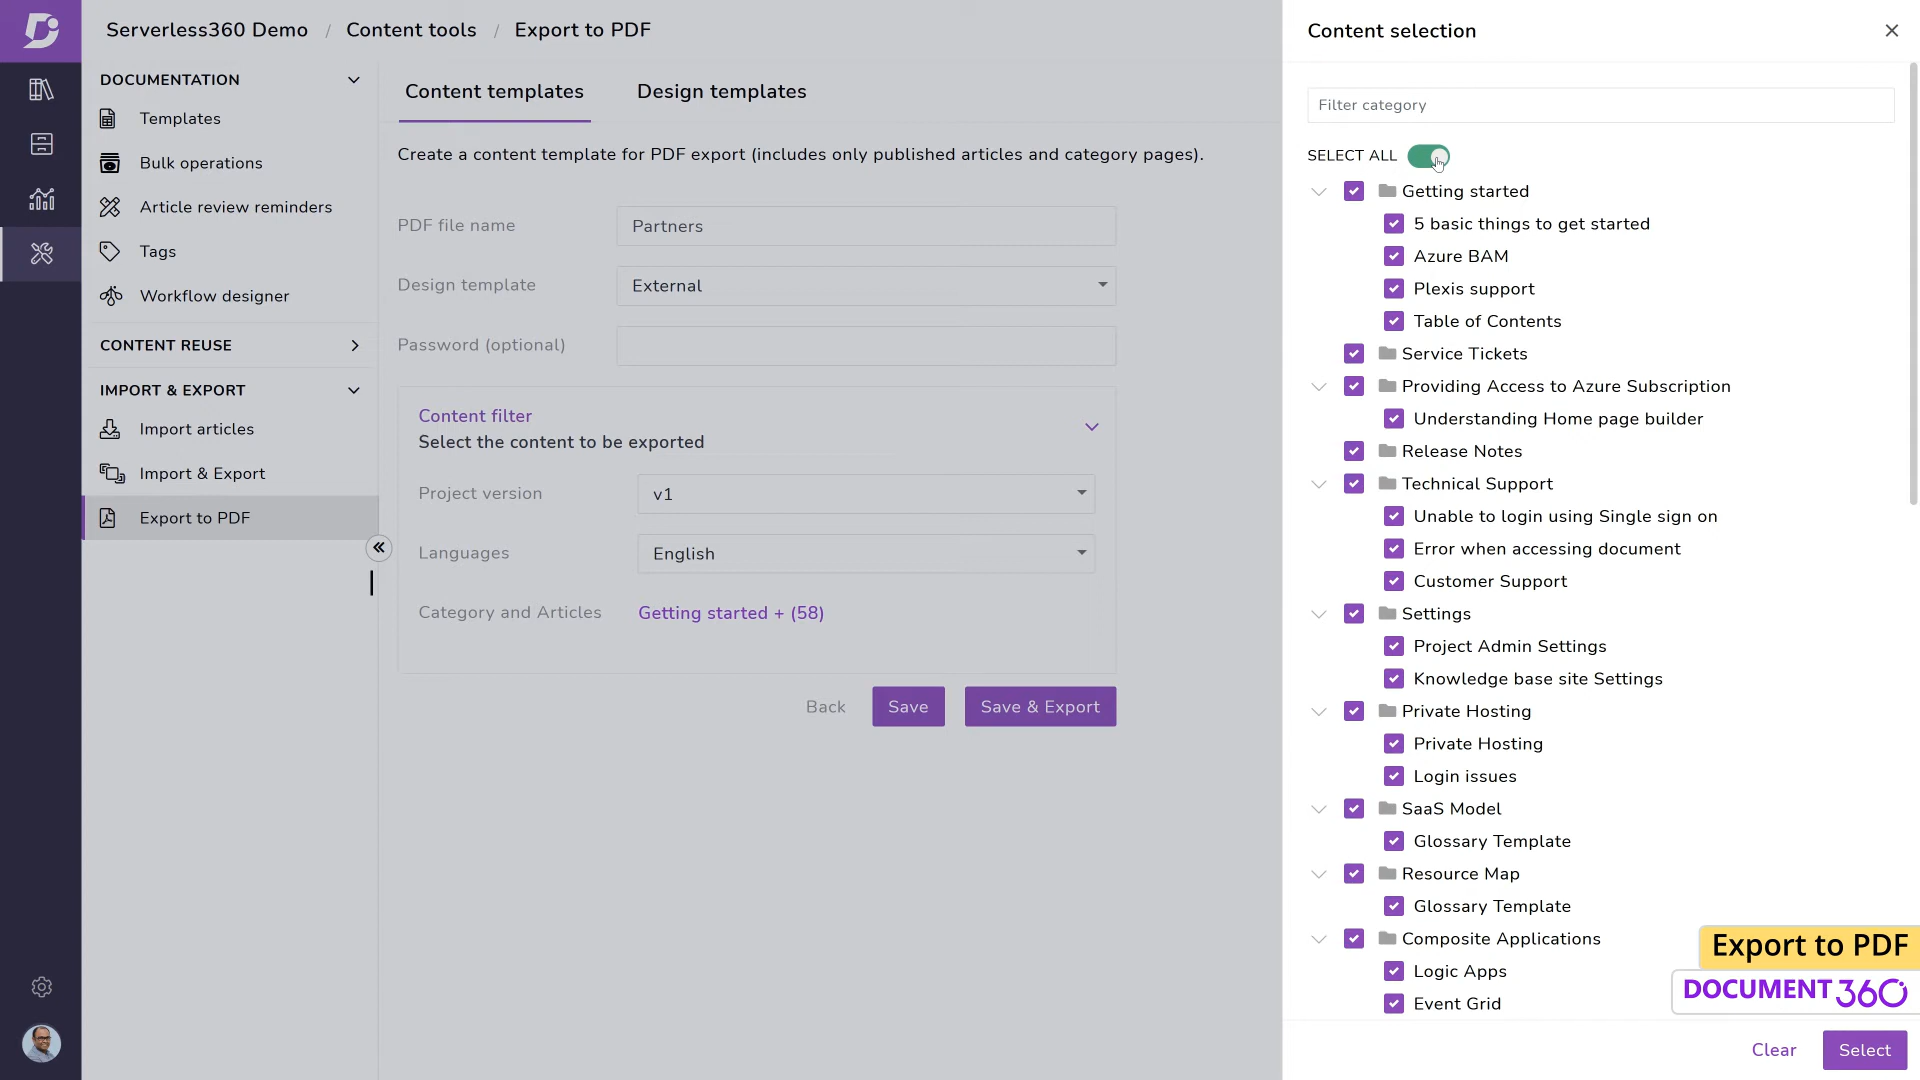 Serverless360 Demo / Content tools / Export to PDF
DOCUMENTATION
Templates
Bulk operations
Article review reminders
Tags
Workflow designer
CONTENT REUSE
IMPORT & EXPORT
Import articles
Import & Export
Export to PDF
Content templates
Design templates
Create a content template for PDF export (includes only published articles and category pages).
PDF file name
Partners
Design template
External
Password (optional)
Content filter
Select the content to be exported
Project version
v1
Languages
English
Category and Articles
Getting started + (58)
Back
Save
Save & Export
Content selection
Filter category
SELECT ALL
Getting started
5 basic things to get started
Azure BAM
Plexis support
Table of Contents
Service Tickets
Providing Access to Azure Subscription
Understanding Home page builder
Release Notes
Technical Support
Unable to login using Single sign on
Error when accessing document
Customer Support
Settings
Project Admin Settings
Knowledge base site Settings
Private Hosting
Private Hosting
Login issues
SaaS Model
Glossary Template
Resource Map
Glossary Template
Composite Applications
Logic Apps
Event Grid
Export to PDF
DOCUMENT360
Clear
Select